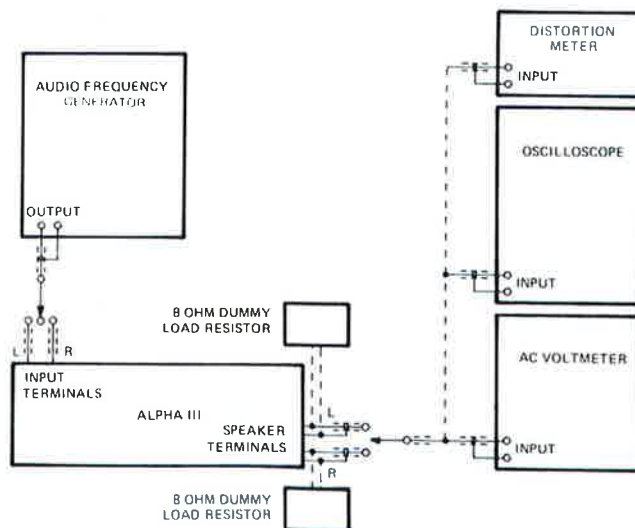 AUDIO FREQUENCY
GENERATOR
OUTPUT
L
R
INPUT
TERMINALS
ALPHA III
SPEAKER
TERMINALS
L
R
8 OHM DUMMY
LOAD RESISTOR
8 OHM DUMMY
LOAD RESISTOR
DISTORTION
METER
INPUT
OSCILLOSCOPE
INPUT
AC VOLTMETER
INPUT